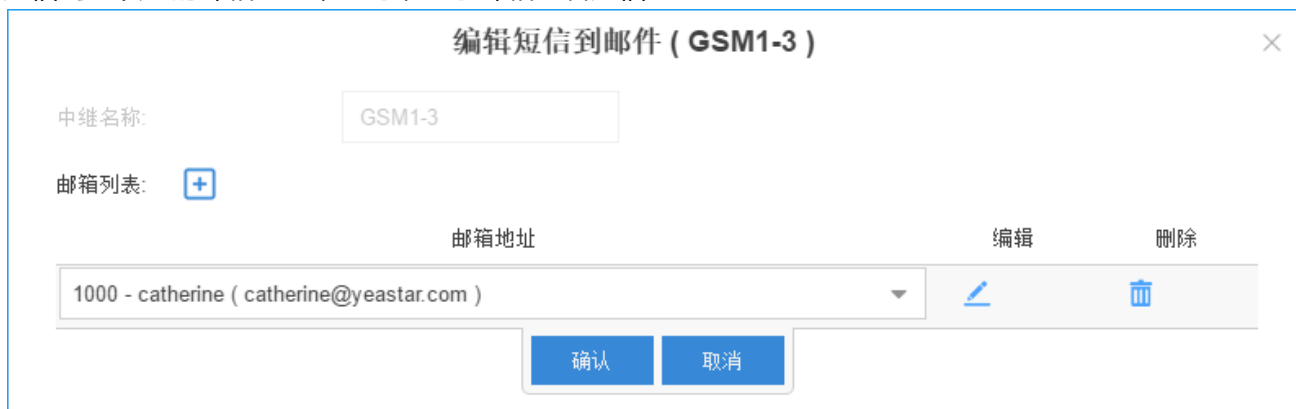 编辑短信到邮件 ( GSM1-3 )
中继名称: GSM1-3
邮箱列表:
邮箱地址 编辑 删除
1000 - catherine ( catherine@yeastar.com )
确认 取消